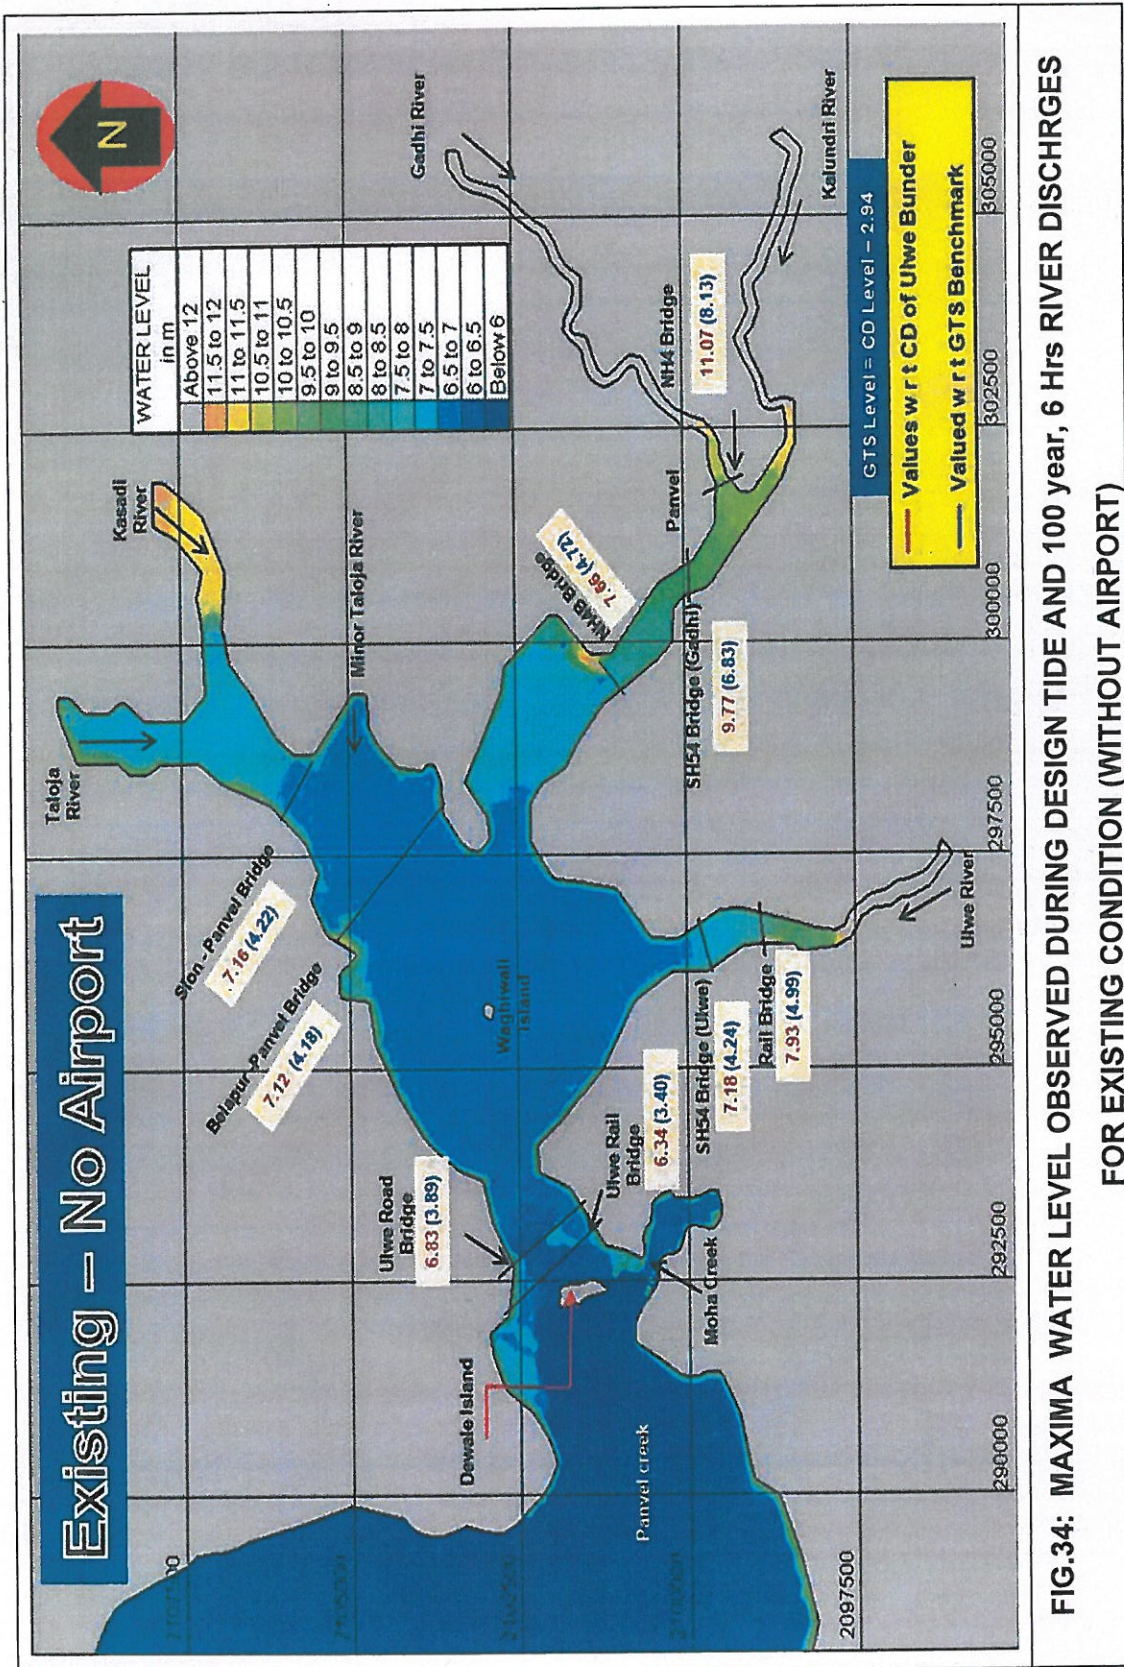 Existing – No Airport
N
WATER LEVEL
in m
Above 12
11.5 to 12
11 to 11.5
10.5 to 11
10 to 10.5
9.5 to 10
9 to 9.5
8.5 to 9
8 to 8.5
7.5 to 8
7 to 7.5
6.5 to 7
6 to 6.5
Below 6
Taloja
River
Kasadi
River
Gadhi River
Minor Taloja River
Sion - Panvel Bridge
7.16 (4.22)
Belapur-Panvel Bridge
7.12 (4.18)
Ulwe Road
Bridge
6.83 (3.89)
Dewale Island
Waghiwali
Island
NH4B Bridge
7.66 (4.72)
Panvel
NH4 Bridge
11.07 (8.13)
SH54 Bridge (Gadhi)
9.77 (6.83)
Kalundri River
Ulwe Rail
Bridge
6.34 (3.40)
SH54 Bridge (Ulwe)
7.18 (4.24)
Rail Bridge
7.93 (4.99)
Ulwe River
Moha Creek
Panvel creek
GTS Level = CD Level – 2.94
Values w r t CD of Ulwe Bunder
Valued w r t GTS Benchmark
2097500
290000
292500
295000
297500
300000
302500
305000
FIG.34: MAXIMA WATER LEVEL OBSERVED DURING DESIGN TIDE AND 100 year, 6 Hrs RIVER DISCHRGES
FOR EXISTING CONDITION (WITHOUT AIRPORT)